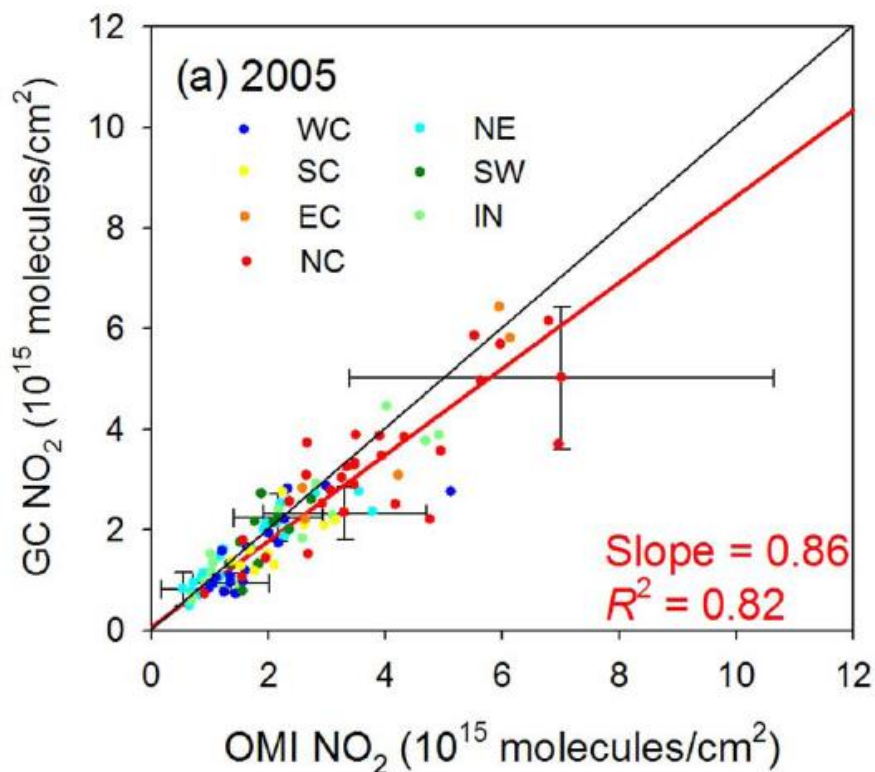 (a) 2005
WC
NE
SC
SW
EC
IN
NC
Slope = 0.86
R² = 0.82
GC NO₂ (10¹⁵ molecules/cm²)
12
10
8
6
4
2
0
0 2 4 6 8 10 12
OMI NO₂ (10¹⁵ molecules/cm²)